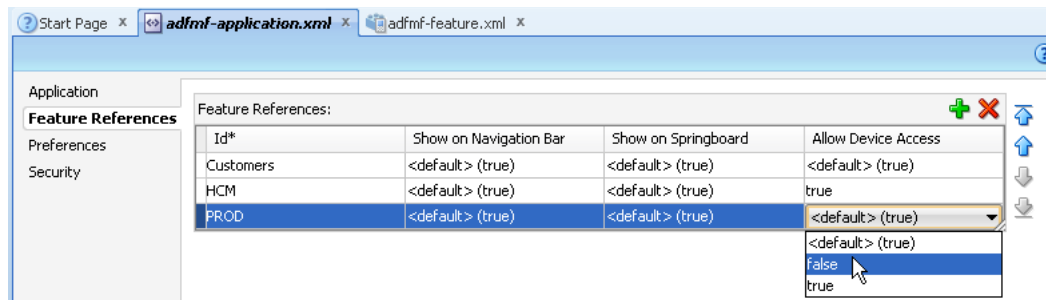 Start Page x adfmf-application.xml x adfmf-feature.xml x
Application
Feature References
Preferences
Security
Feature References:
Id* Show on Navigation Bar Show on Springboard Allow Device Access
Customers <default> (true) <default> (true) <default> (true)
HCM <default> (true) <default> (true) true
PROD <default> (true) <default> (true) <default> (true)
<default> (true)
false
true